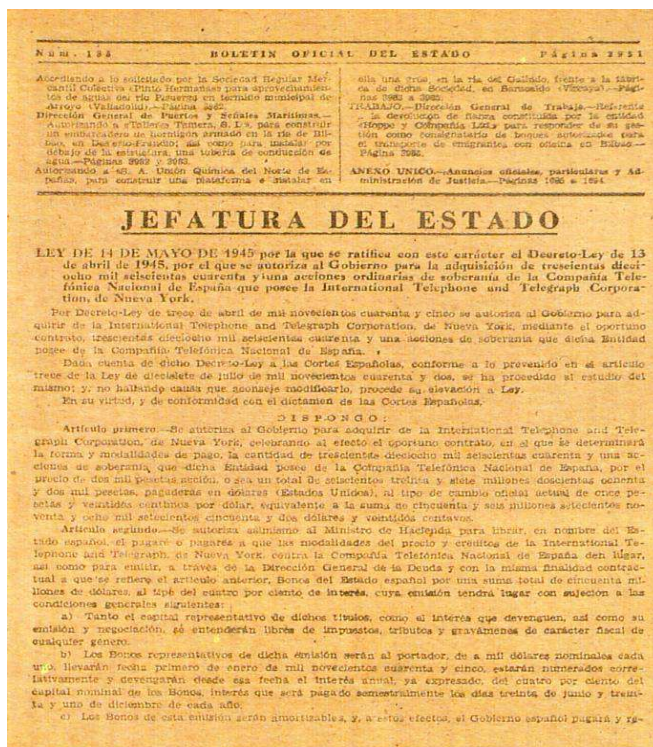 Núm. 135 BOLETIN OFICIAL DEL ESTADO Página 3951
Accediendo a lo solicitado por la Sociedad Regular Mer-
cantil Colectiva «Pinto Hermanas» para aprovechamien-
tos de aguas del río Pisuerga en término municipal de
Arroyo (Valladolid).—Página
Dirección General de Puertos y Señales Marítimas.—
Autorizando a «Talleres S. L.», para construir
un embarcadero de hormigón armado en la ría de Bil-
bao, en así como para instalar por
debajo de la estructura, una tubería de conducción de
agua.—Páginas 3962 y 3963.
Autorizando a «S. A. Unión Química del Norte de Es-
paña», para construir una plataforma e instalar en
ella una grúa, en la ría del Galindo, frente a la fábri-
ca de dicha Sociedad, en (Vizcaya).—Pági-
nas
TRABAJO.—Dirección General de Trabajo.—Referente
a la devolución de fianza constituida por la entidad
«Hoppe y Compañía Ltd.» para responder de su ges-
tión como consignatario de buques autorizados para
el transporte de emigrantes con oficina en Bilbao.—
Página
ANEXO UNICO.—Anuncios oficiales, particulares y Ad-
ministración de Justicia.—Páginas a
JEFATURA DEL ESTADO
LEY DE 14 DE MAYO DE 1945 por la que se ratifica con este carácter el Decreto-Ley de 13
de abril de 1945, por el que se autoriza al Gobierno para la adquisición de trescientas dieci-
ocho mil seiscientas cuarenta y una acciones ordinarias de soberanía de la Compañía Tele-
fónica Nacional de España que posee la International Telephone and Telegraph Corpora-
tion, de Nueva York.
Por Decreto-Ley de trece de abril de mil novecientos cuarenta y cinco se autoriza al Gobierno para ad-
quirir de la International Telephone and Telegraph Corporation, de Nueva York, mediante el oportuno
contrato, trescientas dieciocho mil seiscientas cuarenta y una acciones de soberanía que dicha Entidad
posee de la Compañía Telefónica Nacional de España.
Dada cuenta de dicho Decreto-Ley a las Cortes Españolas, conforme a lo prevenido en el artículo
trece de la Ley de diecisiete de julio de mil novecientos cuarenta y dos, se ha procedido al estudio del
mismo; y, no hallando causa que aconseje modificarlo, procede su elevación a Ley.
En su virtud, y de conformidad con el dictamen de las Cortes Españolas,
DISPONGO:
Artículo primero.—Se autoriza al Gobierno para adquirir de la International Telephone and Tele-
graph Corporation, de Nueva York, celebrando al efecto el oportuno contrato, en el que se determinará
la forma y modalidades de pago, la cantidad de trescientas dieciocho mil seiscientas cuarenta y una ac-
ciones de soberanía, que dicha Entidad posee de la Compañía Telefónica Nacional de España, por el
precio de dos mil pesetas acción, o sea un total de seiscientos treinta y siete millones doscientas ochenta
y dos mil pesetas, pagaderas en dólares (Estados Unidos), al tipo de cambio oficial actual de once pe-
setas y veintidós céntimos por dólar, equivalente a la suma de cincuenta y seis millones setecientos no-
venta y ocho mil seiscientos cincuenta y dos dólares y veintidós centavos.
Artículo segundo.—Se autoriza asimismo al Ministro de Hacienda para librar, en nombre del Es-
tado español, el pagaré o pagarés a que las modalidades del precio y créditos de la International Te-
lephone and Telegraph, de Nueva York, contra la Compañía Telefónica Nacional de España den lugar,
así como para emitir, a través de la Dirección General de la Deuda y con la misma finalidad contrac-
tual a que se refiere el artículo anterior, Bonos del Estado español por una suma total de cincuenta mi-
llones de dólares, al tipo del cuatro por ciento de interés, cuya emisión tendrá lugar con sujeción a las
condiciones generales siguientes:
a) Tanto el capital representativo de dichos títulos, como el interés que devenguen, así como su
emisión y negociación, se entenderán libres de impuestos, tributos y gravámenes de carácter fiscal de
cualquier género.
b) Los Bonos representativos de dicha emisión serán al portador, de a mil dólares nominales cada
uno, llevarán fecha primero de enero de mil novecientos cuarenta y cinco, estarán numerados corre-
lativamente y devengarán desde esa fecha el interés anual, ya expresado, del cuatro por ciento del
capital nominal de los Bonos, interés que será pagado semestralmente los días treinta de junio y trein-
ta y uno de diciembre de cada año.
c) Los Bonos de esta emisión serán amortizables, y, a estos efectos, el Gobierno español pagará y re-